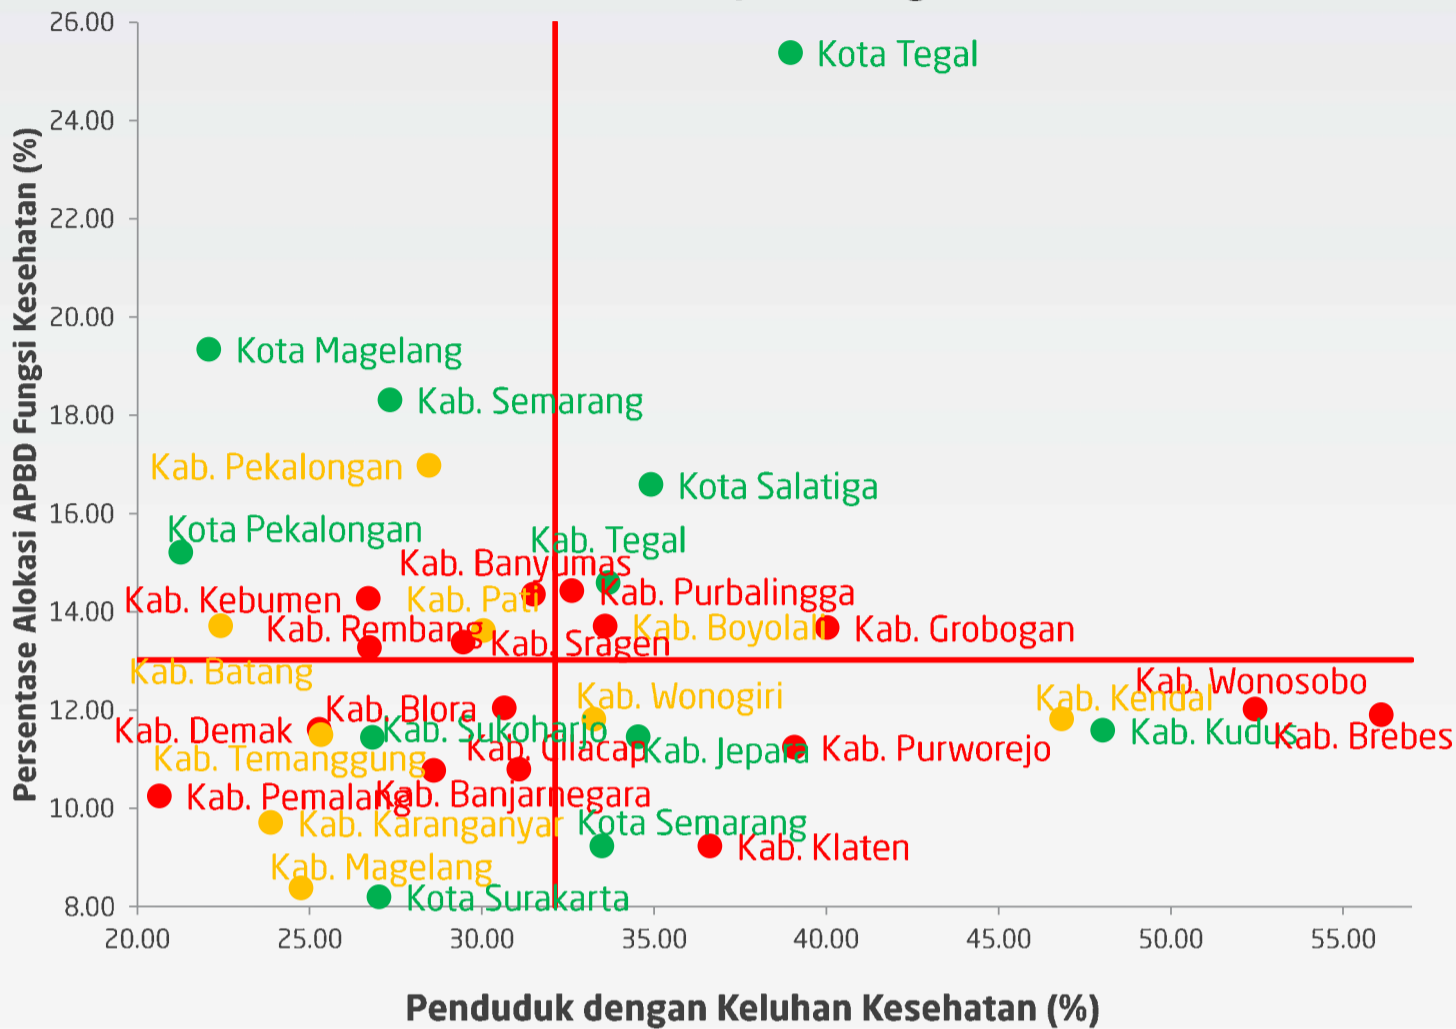 26.00
Kota Tegal
24.00
22.00
20.00
Kota Magelang
Kab. Semarang
18.00
Kab. Pekalongan
Kota Salatiga
16.00
Kota Pekalongan
Kab. Tegal
Kab. Banyumas
Kab. Purbalingga
Kab. Kebumen
Kab. Pati
14.00
Kab. Rembang
Kab. Boyolali
Kab. Grobogan
Kab. Sragen
Kab. Batang
Kab. Wonosobo
Kab. Kendal
Kab. Wonogiri
12.00
Kab. Blora
Kab. Demak
Kab. Sukoharjo
Kab. Kudus
Kab. Brebes
Kab. Cilacap
Kab. Jepara
Kab. Purworejo
Kab. Temanggung
Kab. Pemalang
Kab. Banjarnegara
10.00
Kab. Karanganyar
Kota Semarang
Kab. Klaten
Kab. Magelang
Kota Surakarta
8.00
20.00 25.00 30.00 35.00 40.00 45.00 50.00 55.00
Persentase Alokasi APBD Fungsi Kesehatan (%)
Penduduk dengan Keluhan Kesehatan (%)